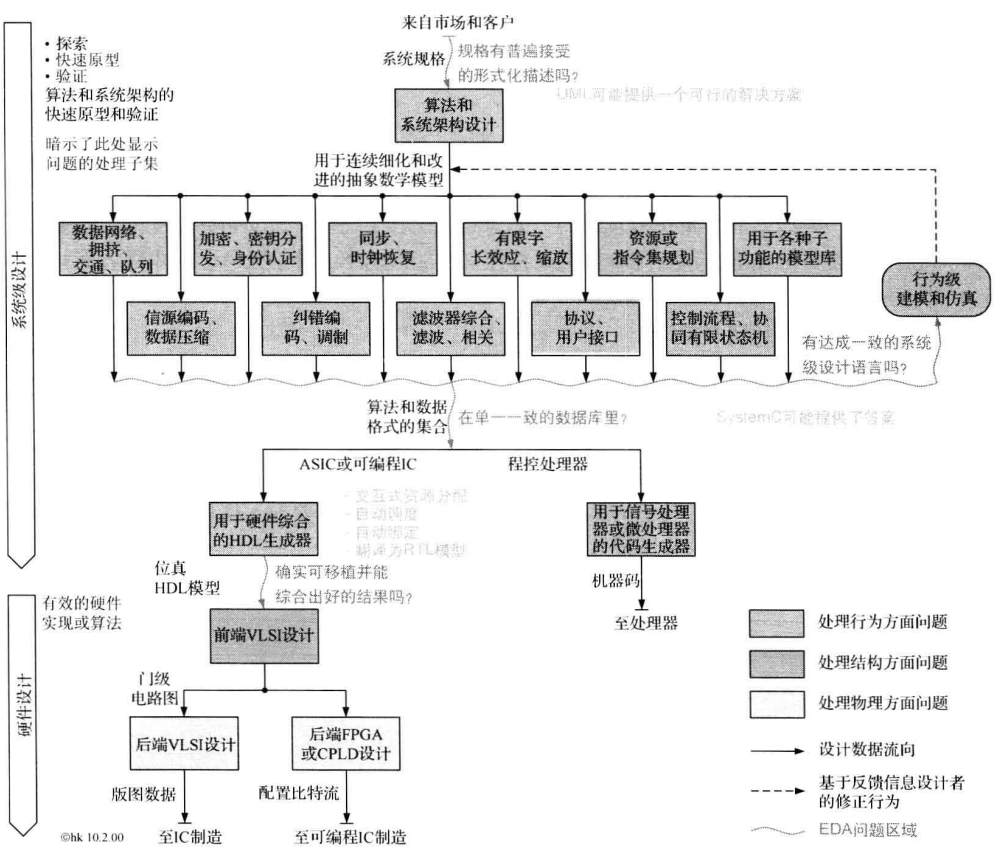 来自市场和客户
• 探索
• 快速原型
• 验证
算法和系统架构的
快速原型和验证
暗示了此处显示
问题的处理子集
系统规格
规格有普遍接受
的形式化描述吗?
UML可能提供一个可行的解决方案
算法和
系统架构设计
用于连续细化和改
进的抽象数学模型
数据网络、
拥挤、
交通、队列
加密、密钥分
发、身份认证
同步、
时钟恢复
有限字
长效应、缩放
资源或
指令集规划
用于各种子
功能的模型库
行为级
建模和仿真
信源编码、
数据压缩
纠错编
码、调制
滤波器综合、
滤波、相关
协议、
用户接口
控制流程、协
同有限状态机
有达成一致的系统
级设计语言吗?
系统级设计
算法和数据
格式的集合
在单一一致的数据库里?
SystemC可能提供了答案
ASIC或可编程IC
程控处理器
- 交互式资源分配
- 自动调度
- 自动绑定
- 翻译为RTL模型
用于硬件综合
的HDL生成器
用于信号处理
器或微处理器
的代码生成器
位真
HDL模型
确实可移植并能
综合出好的结果吗?
机器码
至处理器
有效的硬件
实现或算法
前端VLSI设计
硬件设计
门级
电路图
后端VLSI设计
后端FPGA
或CPLD设计
版图数据
配置比特流
©hk 10.2.00
至IC制造
至可编程IC制造
处理行为方面问题
处理结构方面问题
处理物理方面问题
设计数据流向
基于反馈信息设计者
的修正行为
EDA问题区域